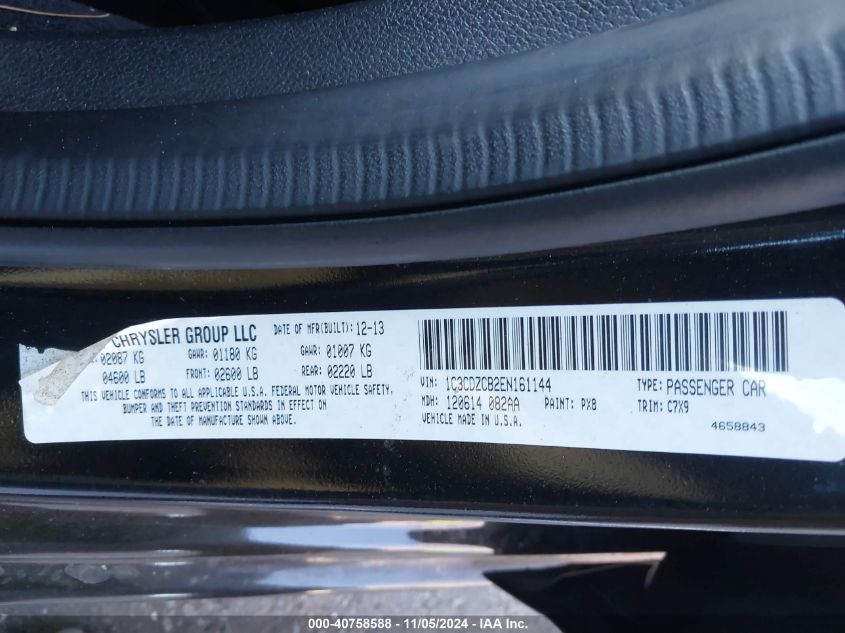 CHRYSLER GROUP LLC DATE OF MFR(BUILT): 12-13
02087 KG GAWR: 01180 KG GAWR: 01007 KG
04600 LB FRONT: 02600 LB REAR: 02220 LB
THIS VEHICLE CONFORMS TO ALL APPLICABLE U.S.A. FEDERAL MOTOR VEHICLE SAFETY,
BUMPER AND THEFT PREVENTION STANDARDS IN EFFECT ON
THE DATE OF MANUFACTURE SHOWN ABOVE.
VIN: 1C3CDZCB2EN161144 TYPE: PASSENGER CAR
MDH: 120614 082AA PAINT: PX8 TRIM: C7X9
VEHICLE MADE IN U.S.A. 4658843
000-40758588 - 11/05/2024 - IAA Inc.